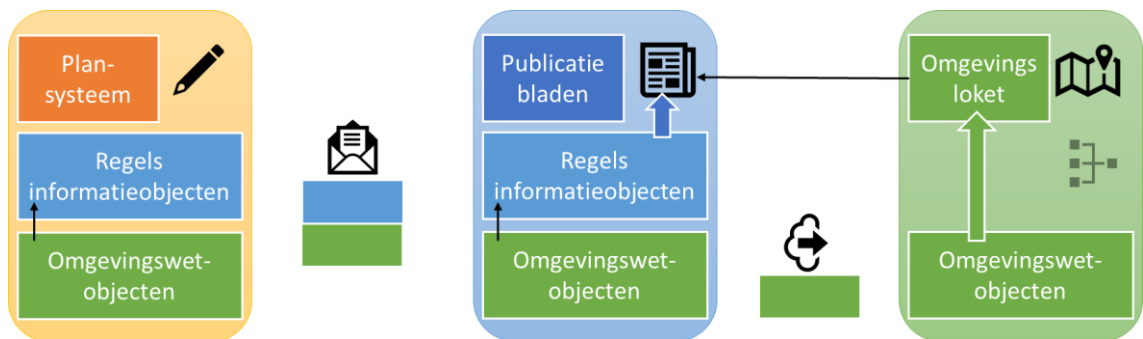 Plan-
systeem
Regels
informatieobjecten
Omgevingswet-
objecten
Publicatie
bladen
Regels
informatieobjecten
Omgevingswet-
objecten
Omgevings
loket
Omgevingswet-
objecten